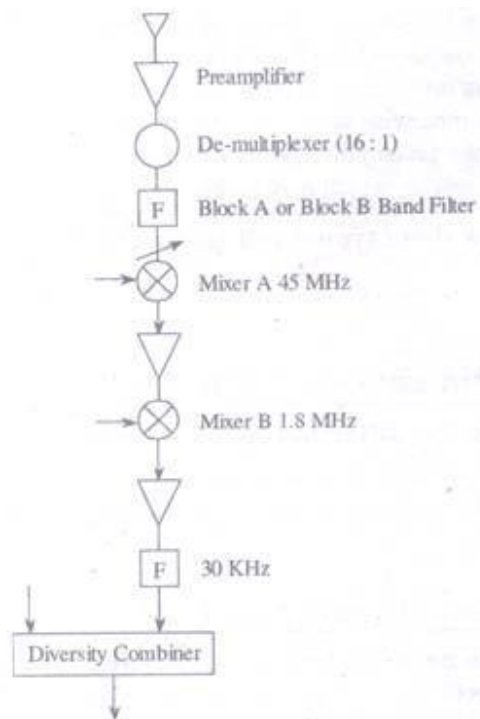 Preamplifier
De-multiplexer (16 : 1)
F
Block A or Block B Band Filter
Mixer A 45 MHz
Mixer B 1.8 MHz
F
30 KHz
Diversity Combiner